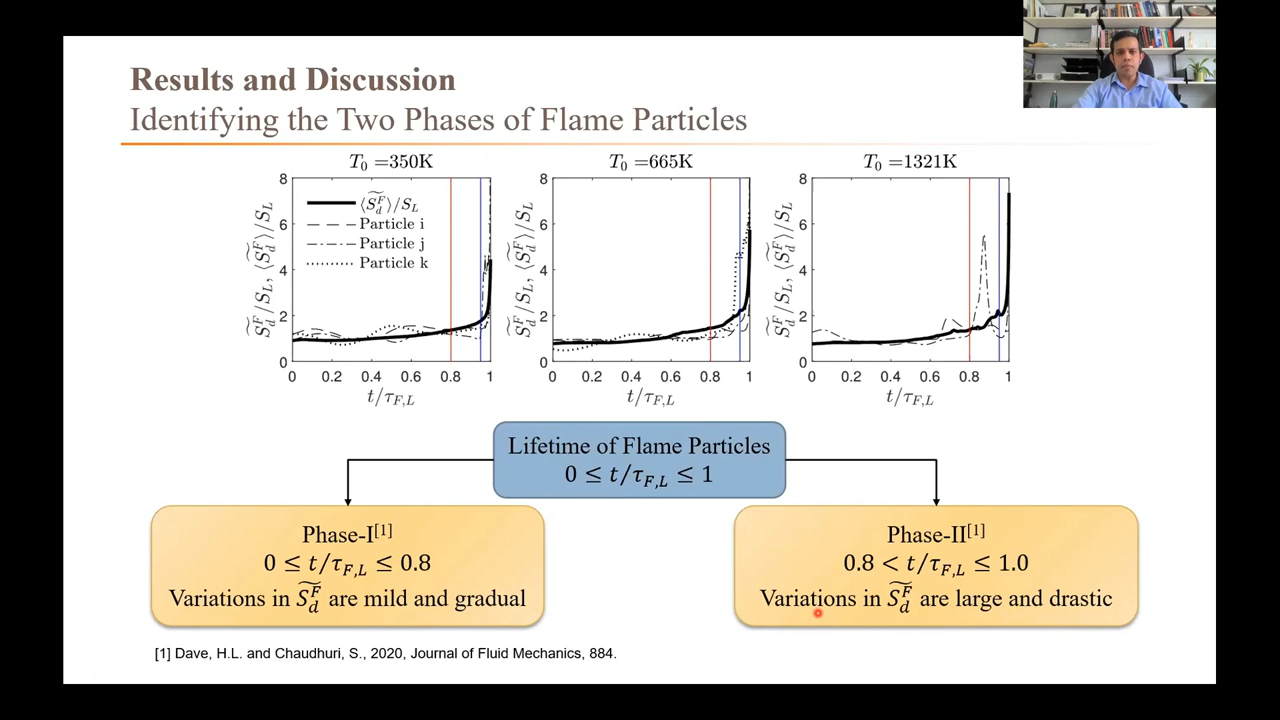 Results and Discussion
Identifying the Two Phases of Flame Particles
T₀ =350K
T₀ =665K
T₀ =1321K
S̃_d^F/S_L, ⟨S̃_d^F⟩/S_L
8
6
4
2
0
⟨S̃_d^F⟩/S_L
Particle i
Particle j
Particle k
0 0.2 0.4 0.6 0.8 1
t/τ_{F,L}
S̃_d^F/S_L, ⟨S̃_d^F⟩/S_L
8
6
4
2
0
0 0.2 0.4 0.6 0.8 1
t/τ_{F,L}
S̃_d^F/S_L, ⟨S̃_d^F⟩/S_L
8
6
4
2
0
0 0.2 0.4 0.6 0.8 1
t/τ_{F,L}
Lifetime of Flame Particles
0 ≤ t/τ_{F,L} ≤ 1
Phase-I[1]
0 ≤ t/τ_{F,L} ≤ 0.8
Variations in S̃_d^F are mild and gradual
Phase-II[1]
0.8 < t/τ_{F,L} ≤ 1.0
Variations in S̃_d^F are large and drastic
[1] Dave, H.L. and Chaudhuri, S., 2020, Journal of Fluid Mechanics, 884.